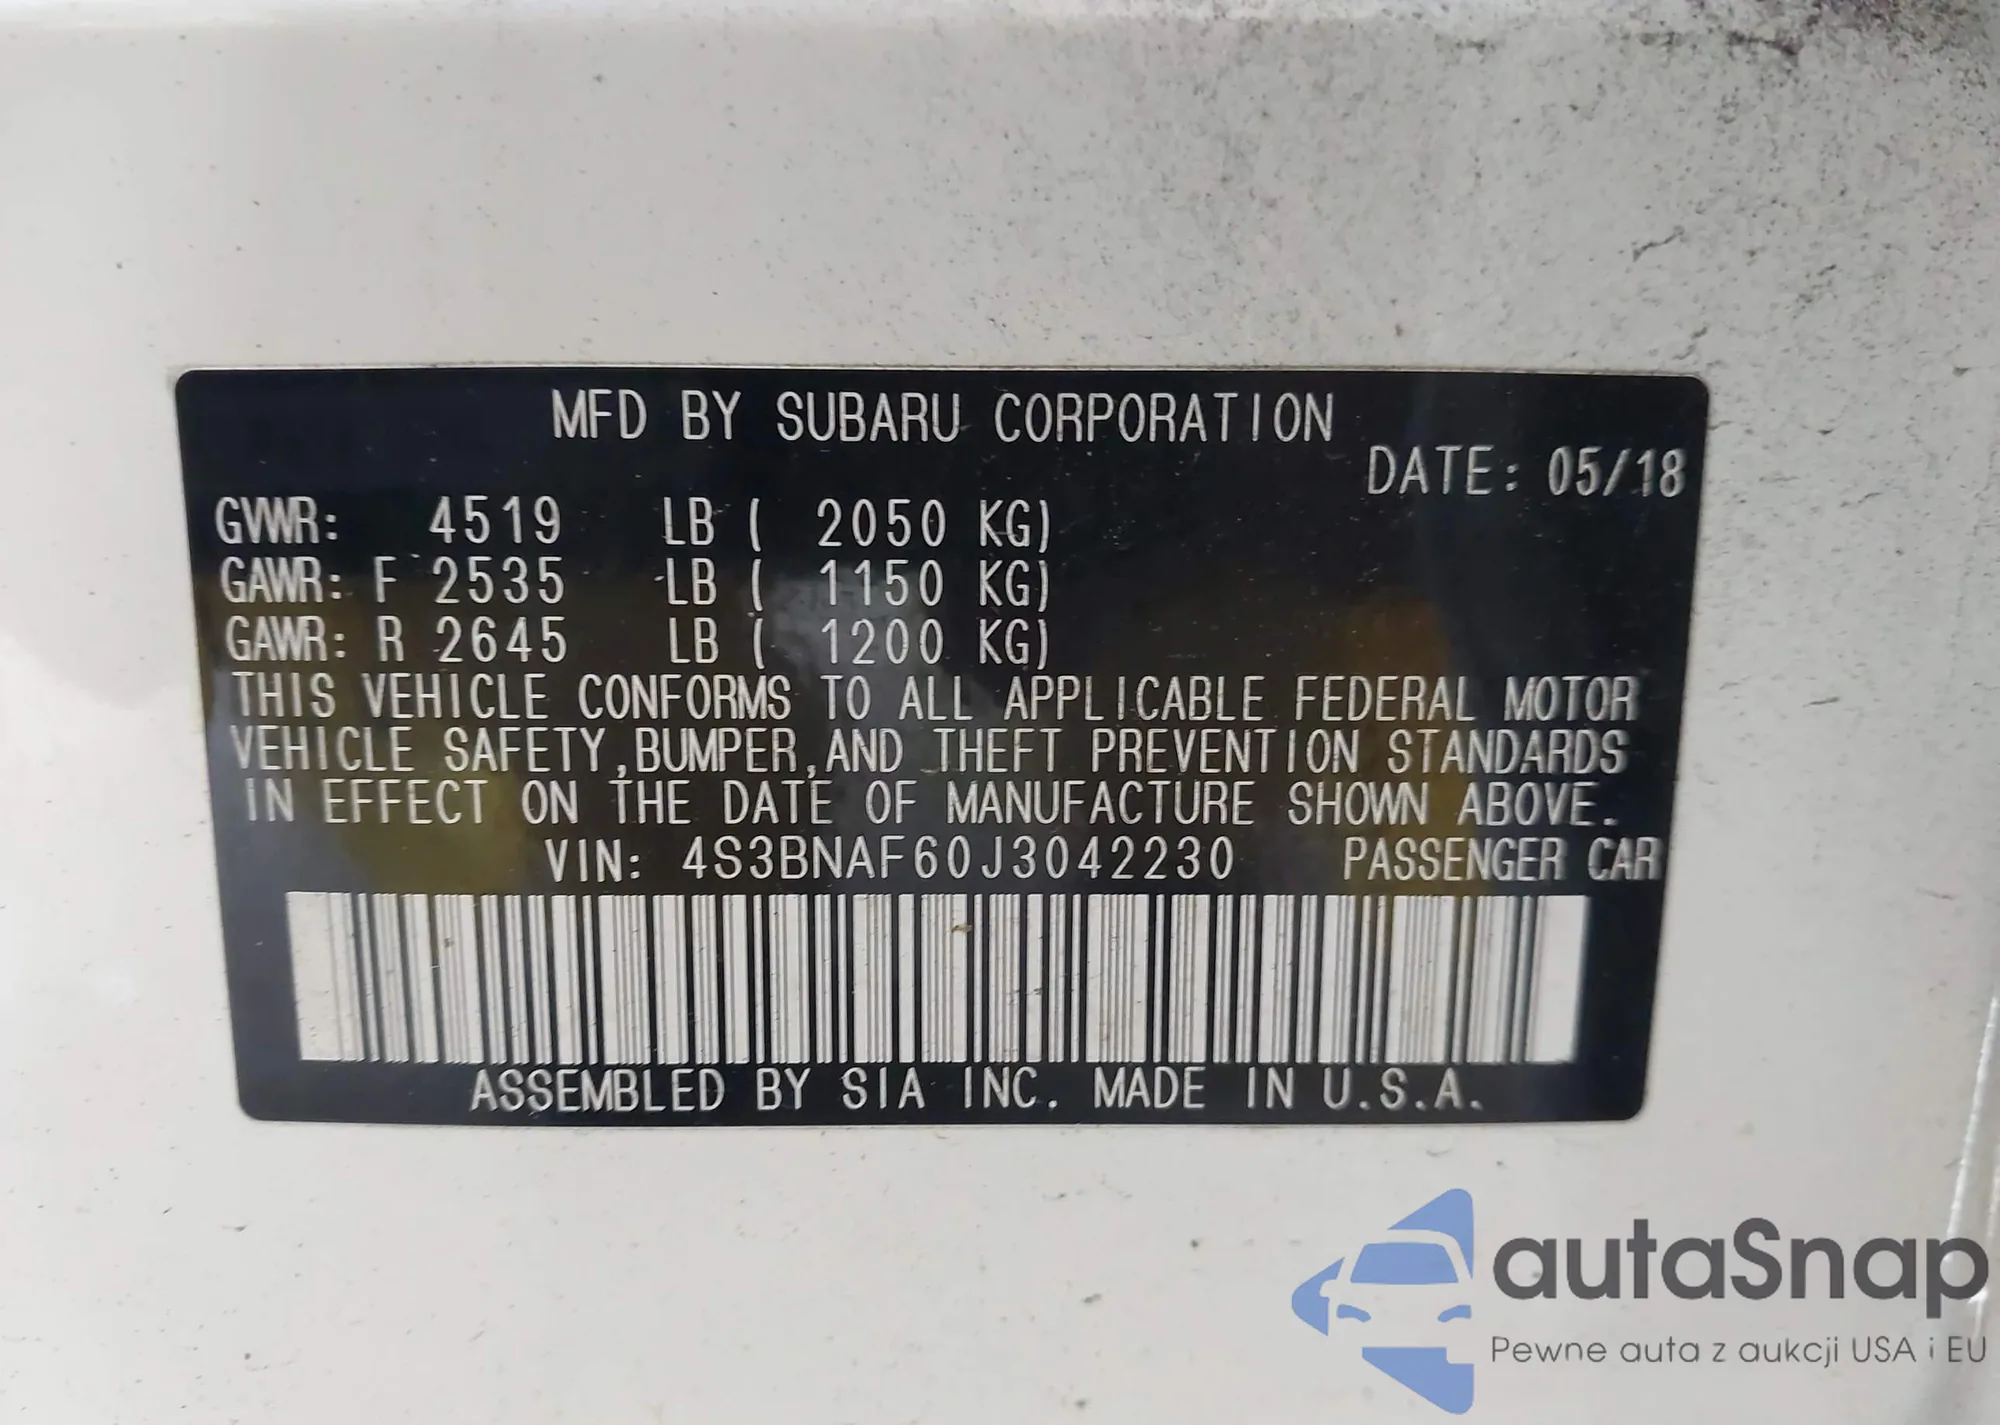 MFD BY SUBARU CORPORATION
DATE: 05/18
GVWR: 4519 LB ( 2050 KG)
GAWR: F 2535 LB ( 1150 KG)
GAWR: R 2645 LB ( 1200 KG)
THIS VEHICLE CONFORMS TO ALL APPLICABLE FEDERAL MOTOR
VEHICLE SAFETY,BUMPER,AND THEFT PREVENTION STANDARDS
IN EFFECT ON THE DATE OF MANUFACTURE SHOWN ABOVE.
VIN: 4S3BNAF60J3042230 PASSENGER CAR
ASSEMBLED BY SIA INC. MADE IN U.S.A.
autaSnap
Pewne auta z aukcji USA i EU